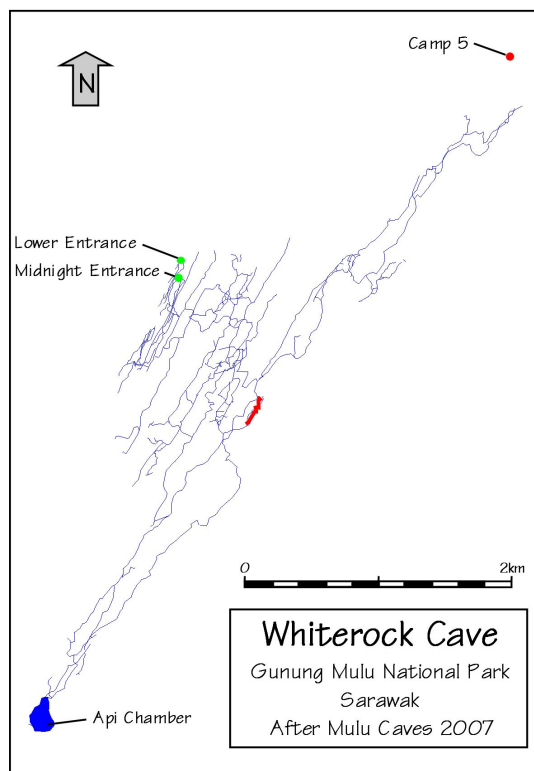 Camp 5
N
Lower Entrance
Midnight Entrance
0 2km
Whiterock Cave
Gunung Mulu National Park
Sarawak
After Mulu Caves 2007
Api Chamber